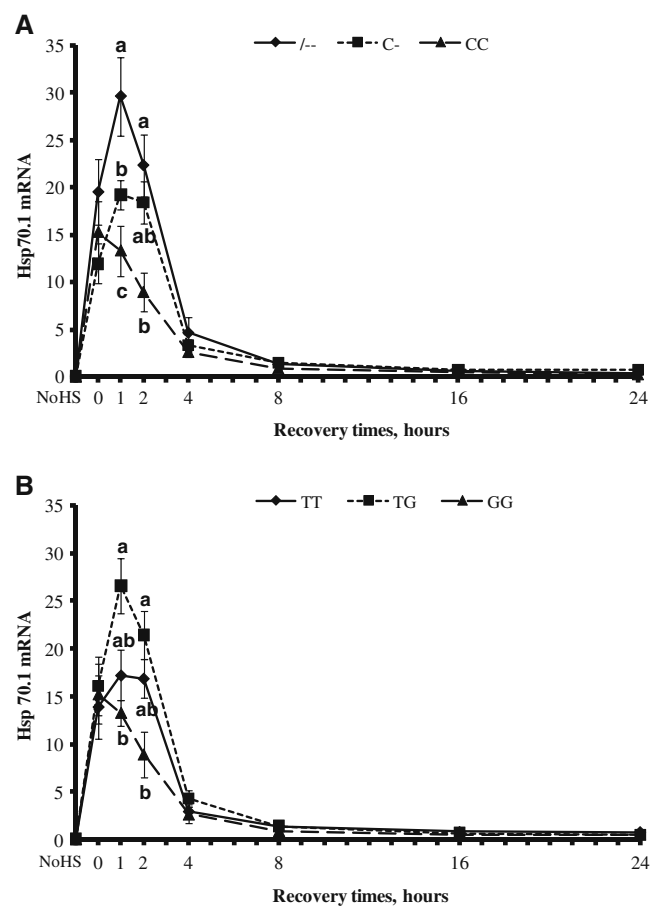 A
/-- C- CC
35
30
25
20
15
10
5
0
Hsp70.1 mRNA
a
a
b
ab
c
b
NoHS 0 1 2 4 8 16 24
Recovery times, hours
B
TT TG GG
35
30
25
20
15
10
5
0
Hsp 70.1 mRNA
a
a
ab
ab
b
b
NoHS 0 1 2 4 8 16 24
Recovery times, hours